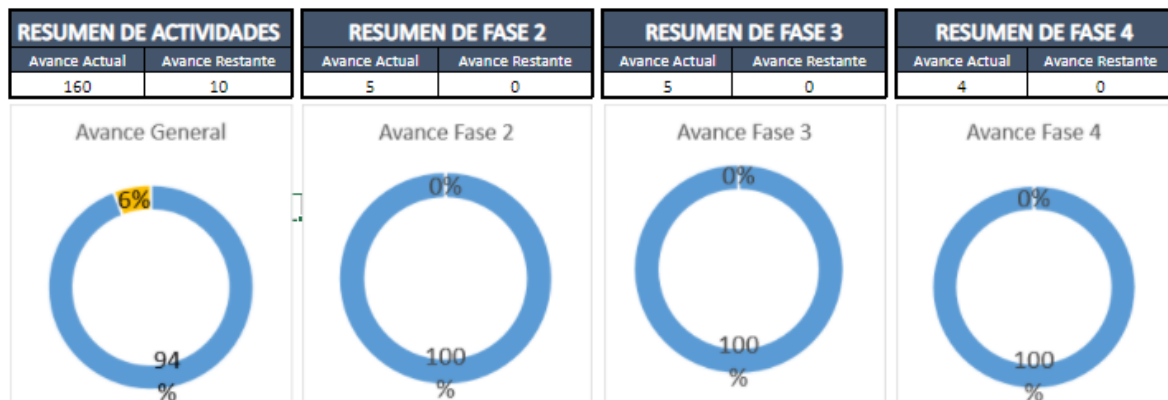 RESUMEN DE ACTIVIDADES
Avance Actual Avance Restante
160 10
Avance General
6%
94
%
RESUMEN DE FASE 2
Avance Actual Avance Restante
5 0
Avance Fase 2
0%
100
%
RESUMEN DE FASE 3
Avance Actual Avance Restante
5 0
Avance Fase 3
0%
100
%
RESUMEN DE FASE 4
Avance Actual Avance Restante
4 0
Avance Fase 4
0%
100
%